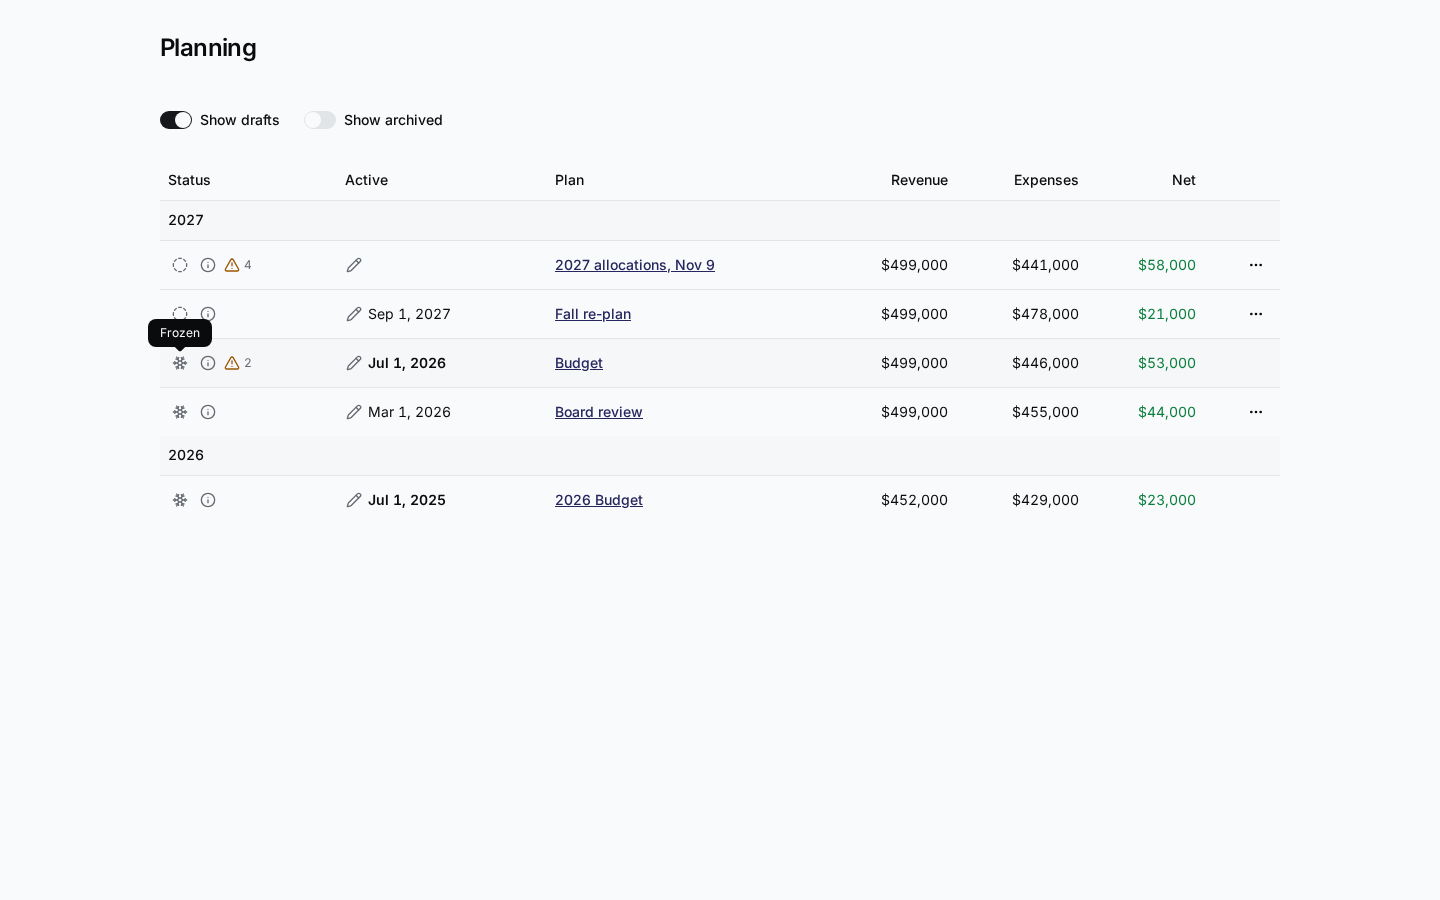 Planning
Show drafts Show archived
Status Active Plan Revenue Expenses Net
2027
4 2027 allocations, Nov 9 $499,000 $441,000 $58,000
Sep 1, 2027 Fall re-plan $499,000 $478,000 $21,000
Frozen
2 Jul 1, 2026 Budget $499,000 $446,000 $53,000
Mar 1, 2026 Board review $499,000 $455,000 $44,000
2026
Jul 1, 2025 2026 Budget $452,000 $429,000 $23,000